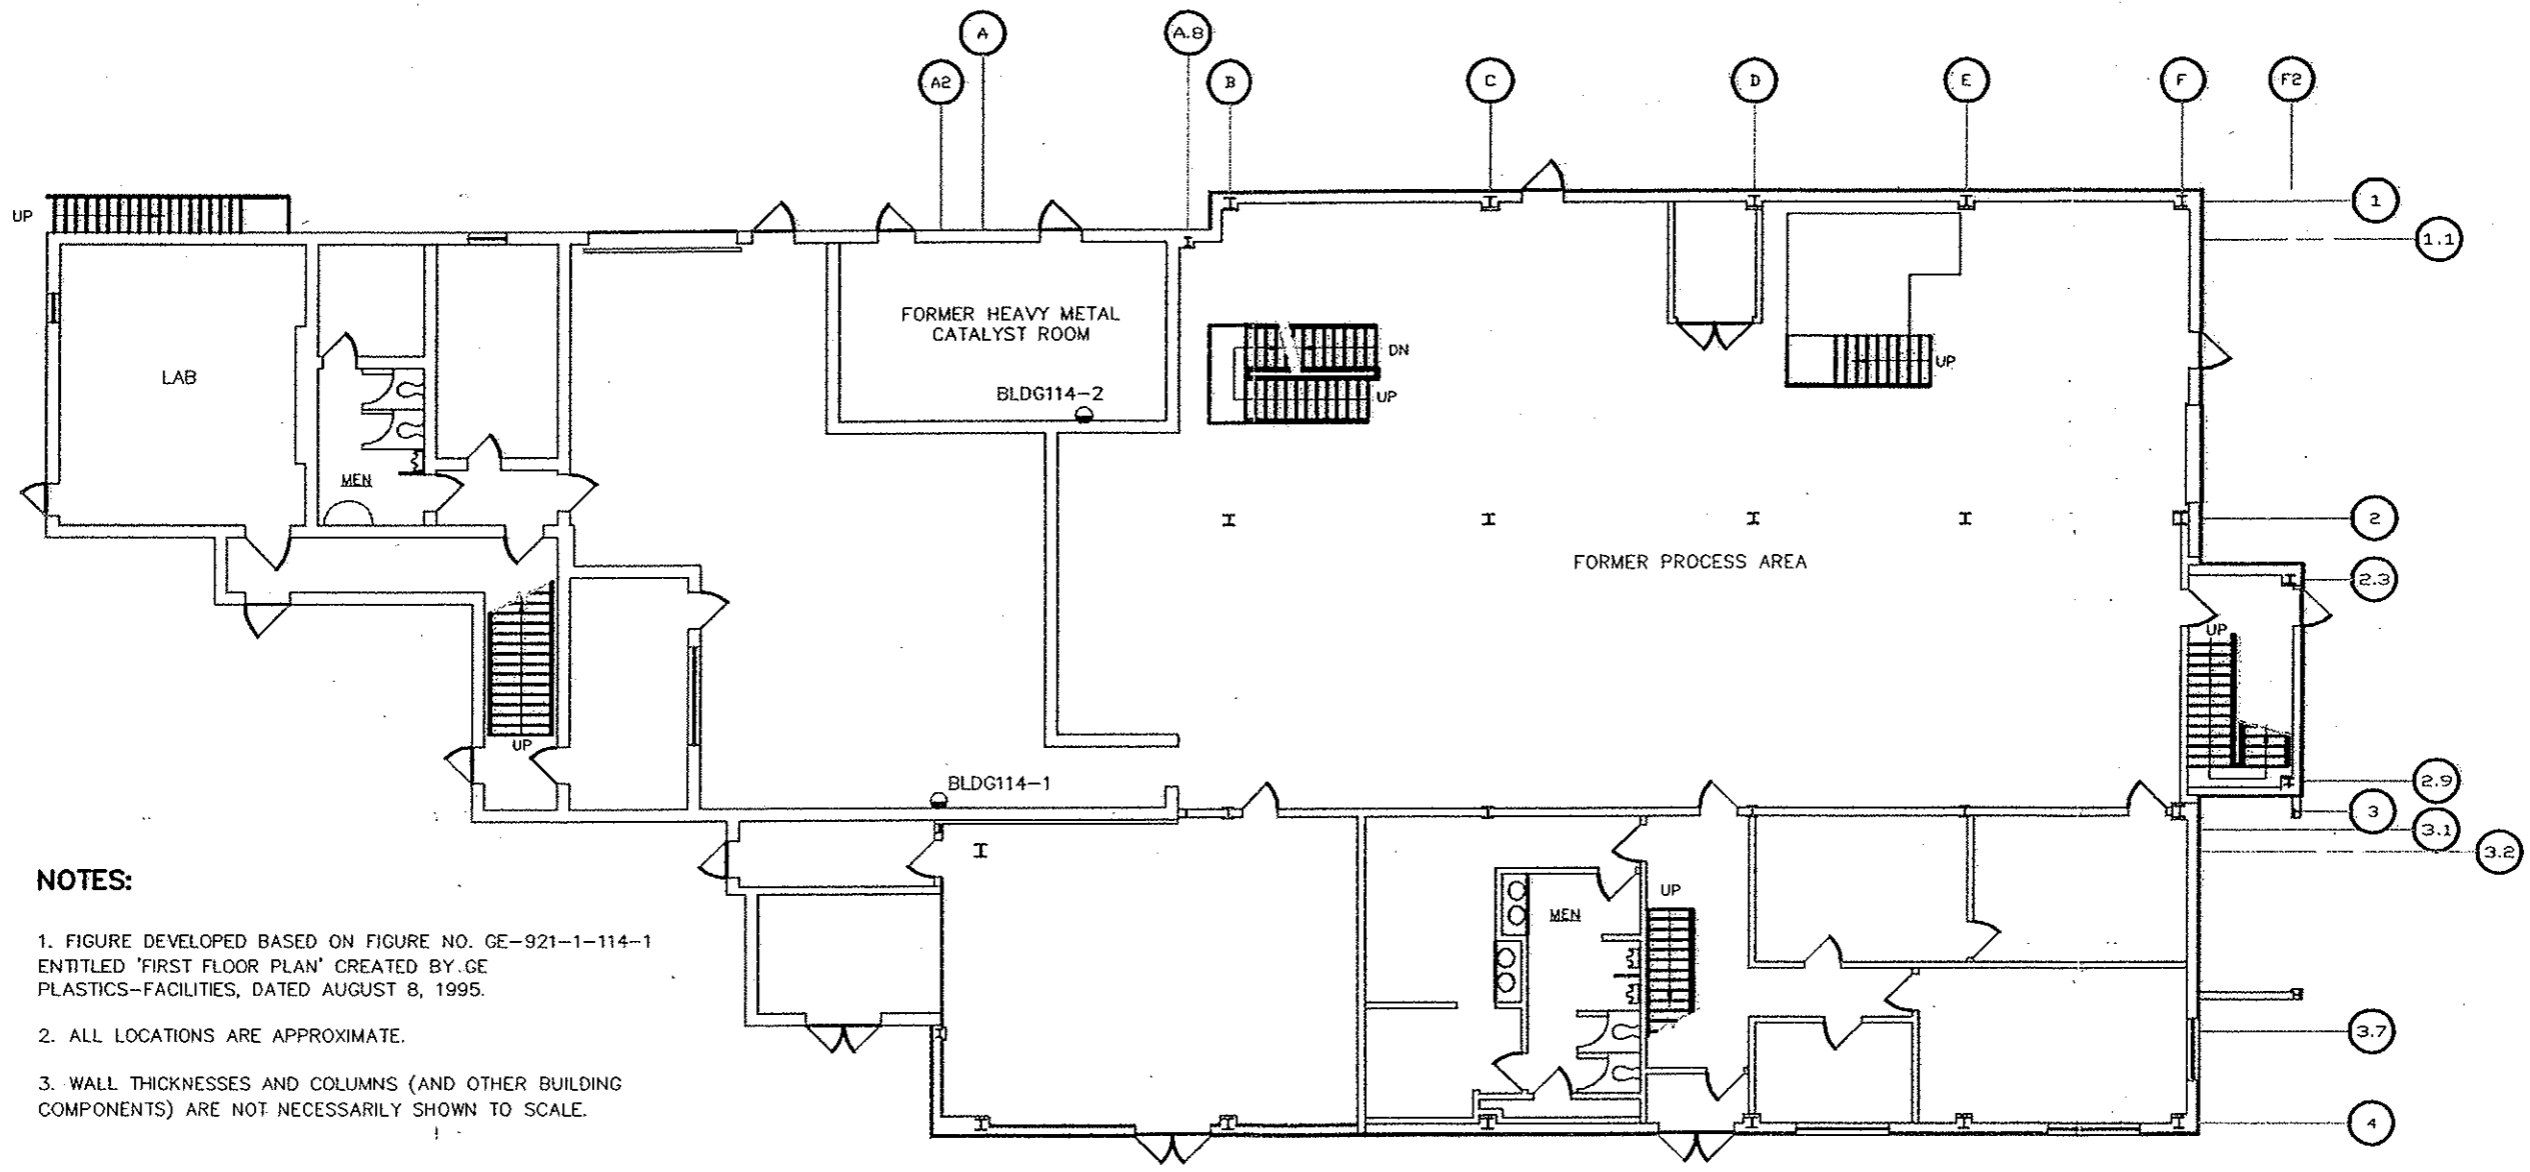 A
A.8
A2
B
C
D
E
F
F2
1
UP
1.1
FORMER HEAVY METAL
CATALYST ROOM
DN
UP
LAB
BLDG114-2
UP
MEN
2
FORMER PROCESS AREA
2.3
UP
UP
BLDG114-1
2.9
3
3.1
3.2
UP
MEN
3.7
4
NOTES:
1. FIGURE DEVELOPED BASED ON FIGURE NO. GE-921-1-114-1
ENTITLED 'FIRST FLOOR PLAN' CREATED BY GE
PLASTICS-FACILITIES, DATED AUGUST 8, 1995.
2. ALL LOCATIONS ARE APPROXIMATE.
3. WALL THICKNESSES AND COLUMNS (AND OTHER BUILDING
COMPONENTS) ARE NOT NECESSARILY SHOWN TO SCALE.